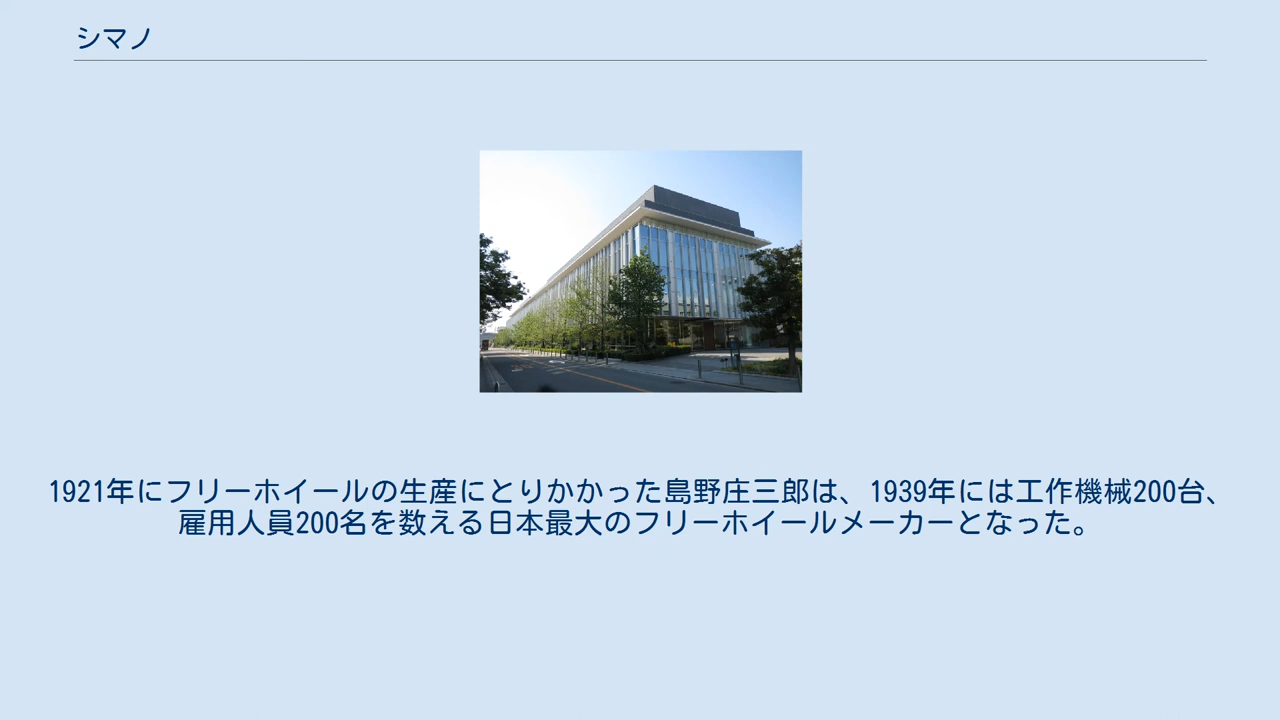 シマノ
1921年にフリーホイールの生産にとりかかった島野庄三郎は、1939年には工作機械200台、
雇用人員200名を数える日本最大のフリーホイールメーカーとなった。